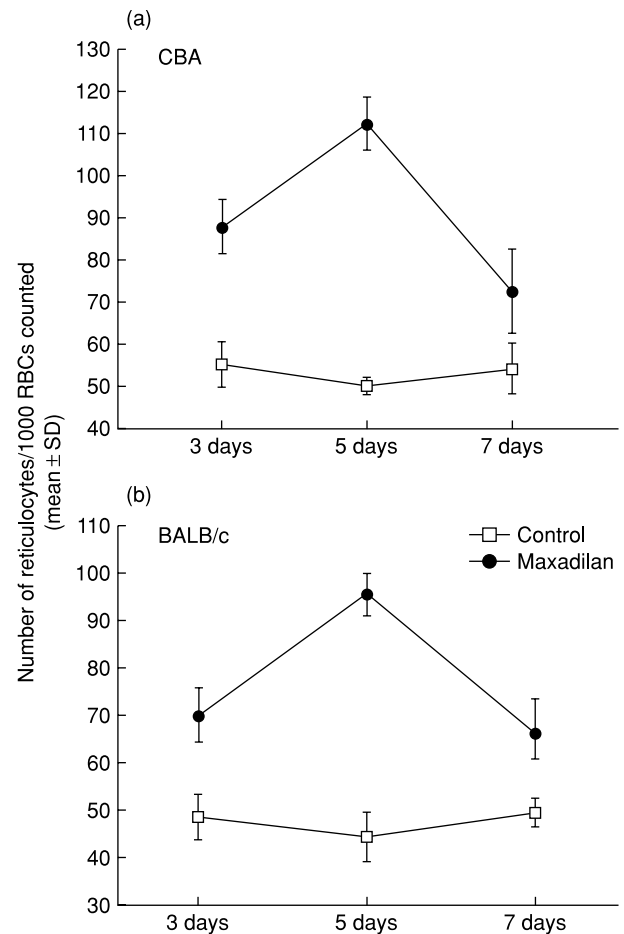 (a)
CBA
130
120
110
100
90
80
70
60
50
40
3 days 5 days 7 days
Number of reticulocytes/1000 RBCs counted
(mean ± SD)
(b)
BALB/c
Control
Maxadilan
110
100
90
80
70
60
50
40
30
3 days 5 days 7 days